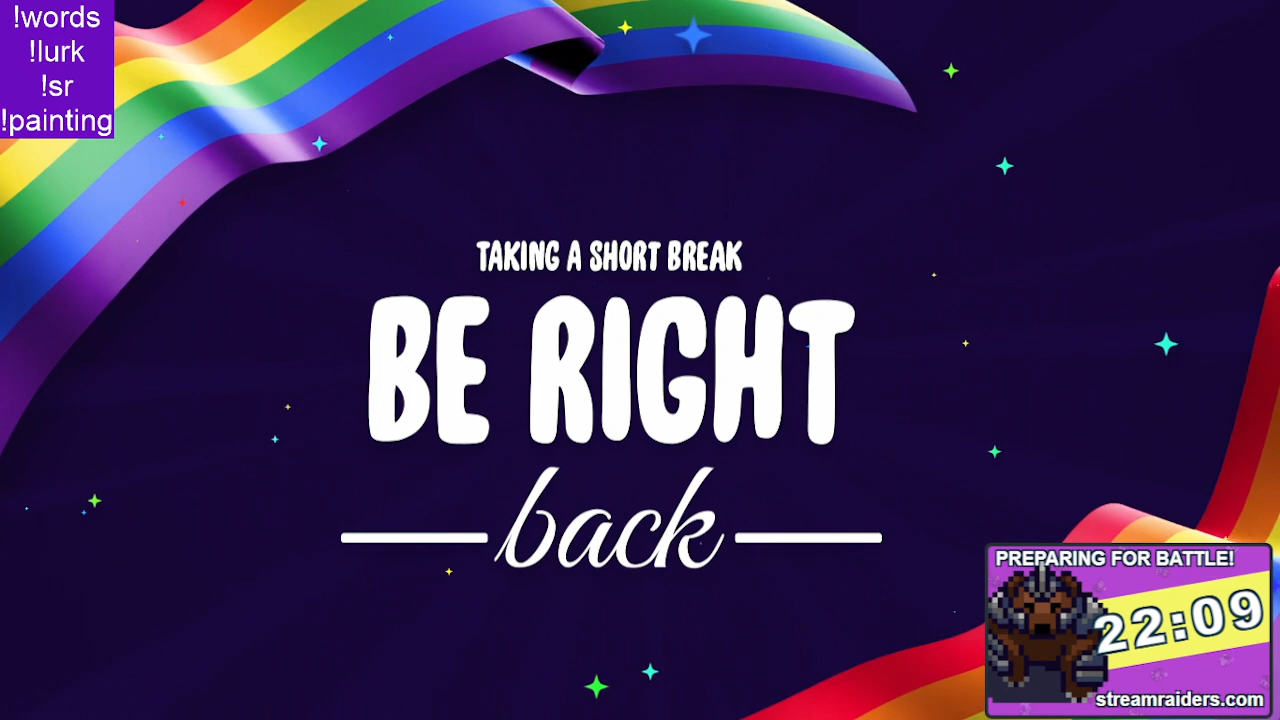 !words
!lurk
!sr
!painting
TAKING A SHORT BREAK
BE RIGHT
back
PREPARING FOR BATTLE!
22:09
streamraiders.com